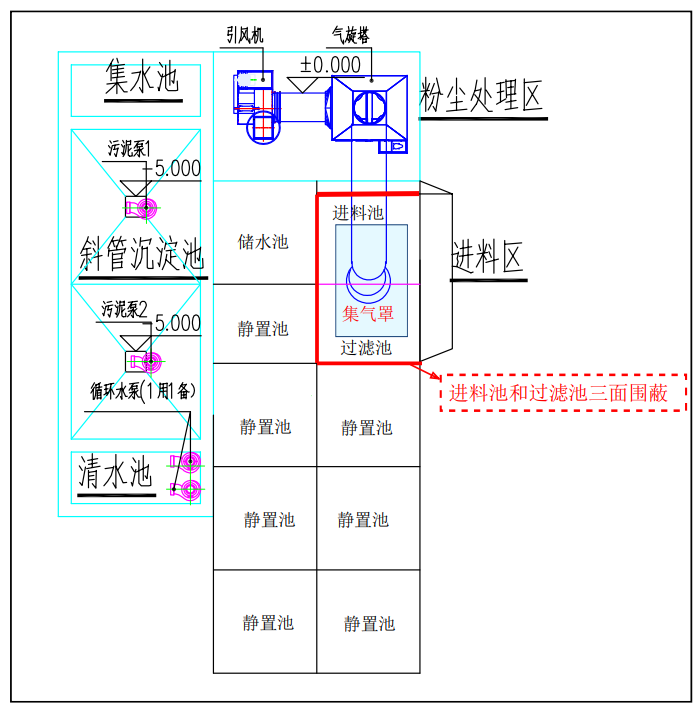 引风机
气旋塔
±0.000
集水池
粉尘处理区
污泥泵1
-5.000
进料池
储水池
斜管沉淀池
进料区
污泥泵2
-5.000
集气罩
静置池
过滤池
循环水泵(1用1备)
进料池和过滤池三面围蔽
静置池
静置池
清水池
静置池
静置池
静置池
静置池